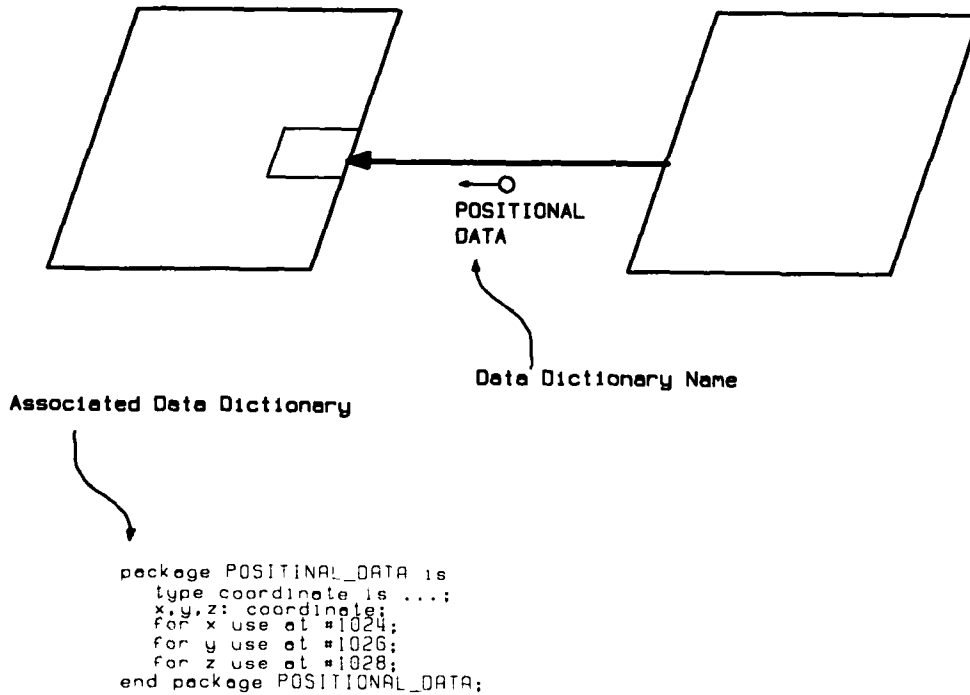 POSITIONAL
DATA
Data Dictionary Name
Associated Data Dictionary
package POSITINAL_DATA is
type coordinate is ...;
x,y,z: coordinate;
for x use at #1024;
for y use at #1026;
for z use at #1028;
end package POSITIONAL_DATA;